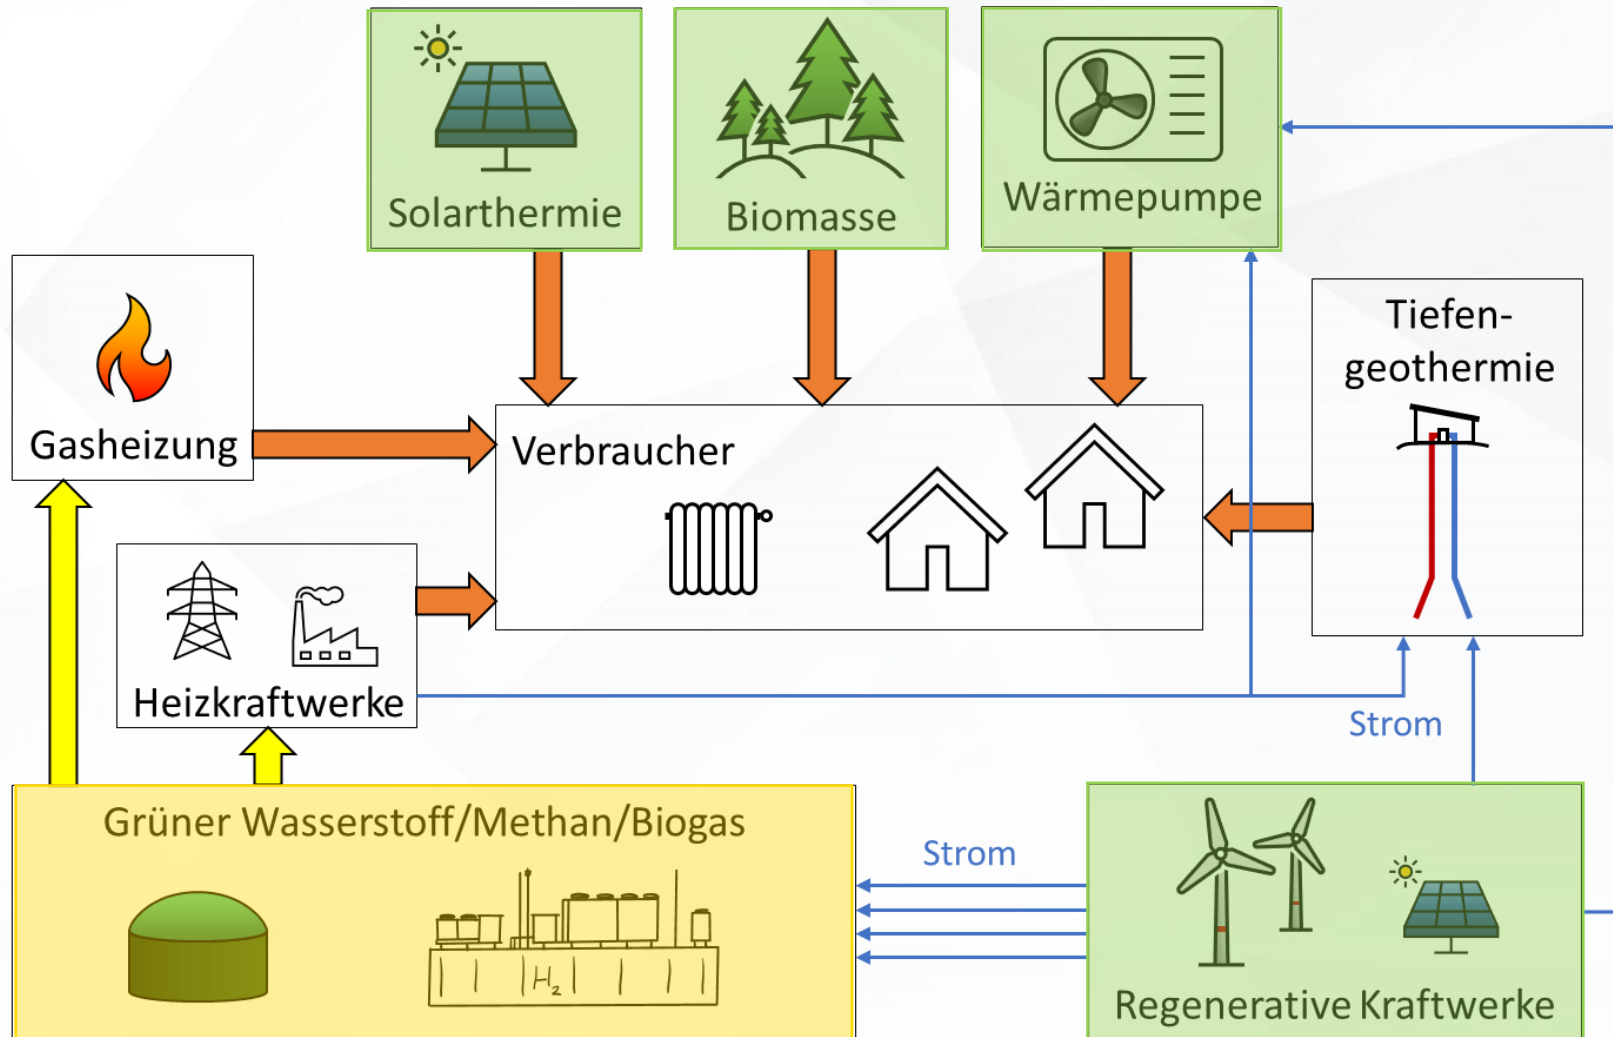 Solarthermie
Biomasse
Wärmepumpe
Gasheizung
Verbraucher
Tiefen-
geothermie
Heizkraftwerke
Strom
Grüner Wasserstoff/Methan/Biogas
H₂
Strom
Regenerative Kraftwerke